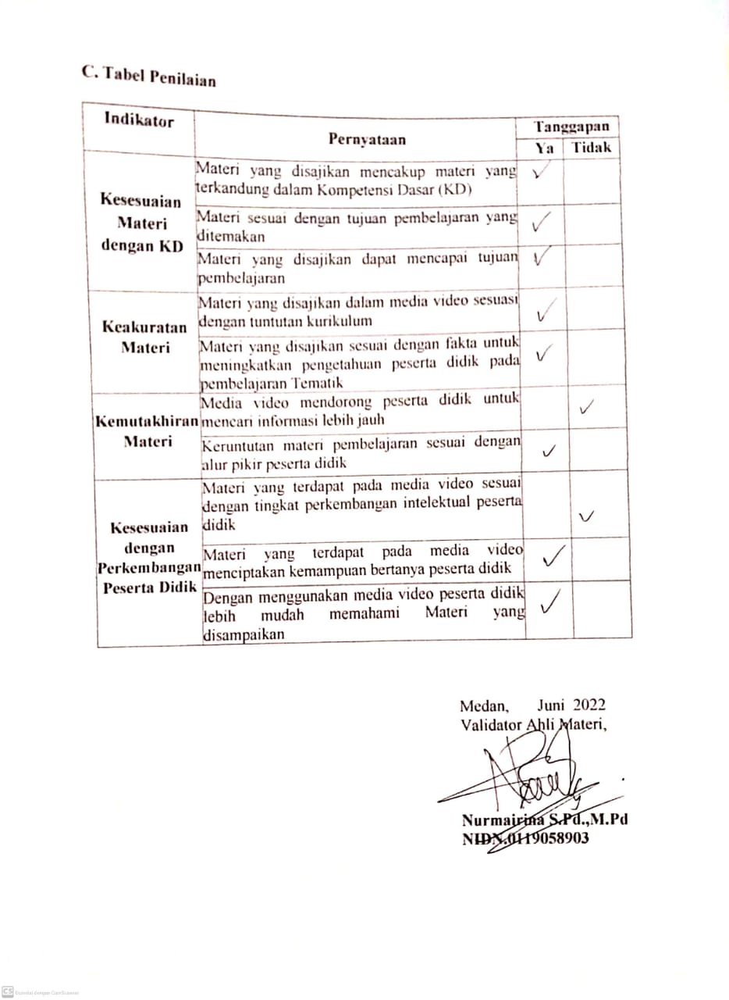 C. Tabel Penilaian
Indikator
Pernyataan
Tanggapan
Ya
Tidak
Kesesuaian
Materi
dengan KD
Materi yang disajikan mencakup materi yang
terkandung dalam Kompetensi Dasar (KD)
✓
Materi sesuai dengan tujuan pembelajaran yang
ditemakan
✓
Materi yang disajikan dapat mencapai tujuan
pembelajaran
✓
Keakuratan
Materi
Materi yang disajikan dalam media video sesuasi
dengan tuntutan kurikulum
✓
Materi yang disajikan sesuai dengan fakta untuk
meningkatkan pengetahuan peserta didik pada
pembelajaran Tematik
✓
Kemutakhiran
Materi
Media video mendorong peserta didik untuk
mencari informasi lebih jauh
✓
Keruntutan materi pembelajaran sesuai dengan
alur pikir peserta didik
✓
Kesesuaian
dengan
Perkembangan
Peserta Didik
Materi yang terdapat pada media video sesuai
dengan tingkat perkembangan intelektual peserta
didik
✓
Materi yang terdapat pada media video
menciptakan kemampuan bertanya peserta didik
✓
Dengan menggunakan media video peserta didik
lebih mudah memahami Materi yang
disampaikan
✓
Medan, Juni 2022
Validator Ahli Materi,
Nurmairina S.Pd.,M.Pd
NIDN.0119058903
CS Dipindai dengan CamScanner